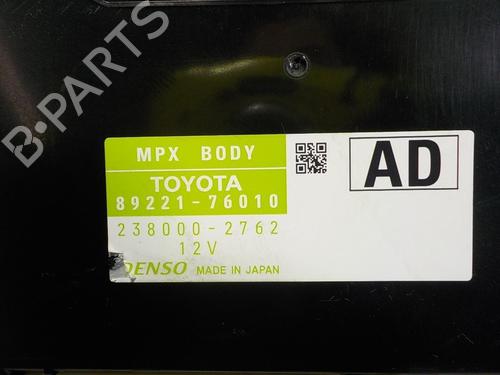 B-PARTS
MPX BODY
TOYOTA
89221-76010
238000-2762
12V
DENSO MADE IN JAPAN
AD